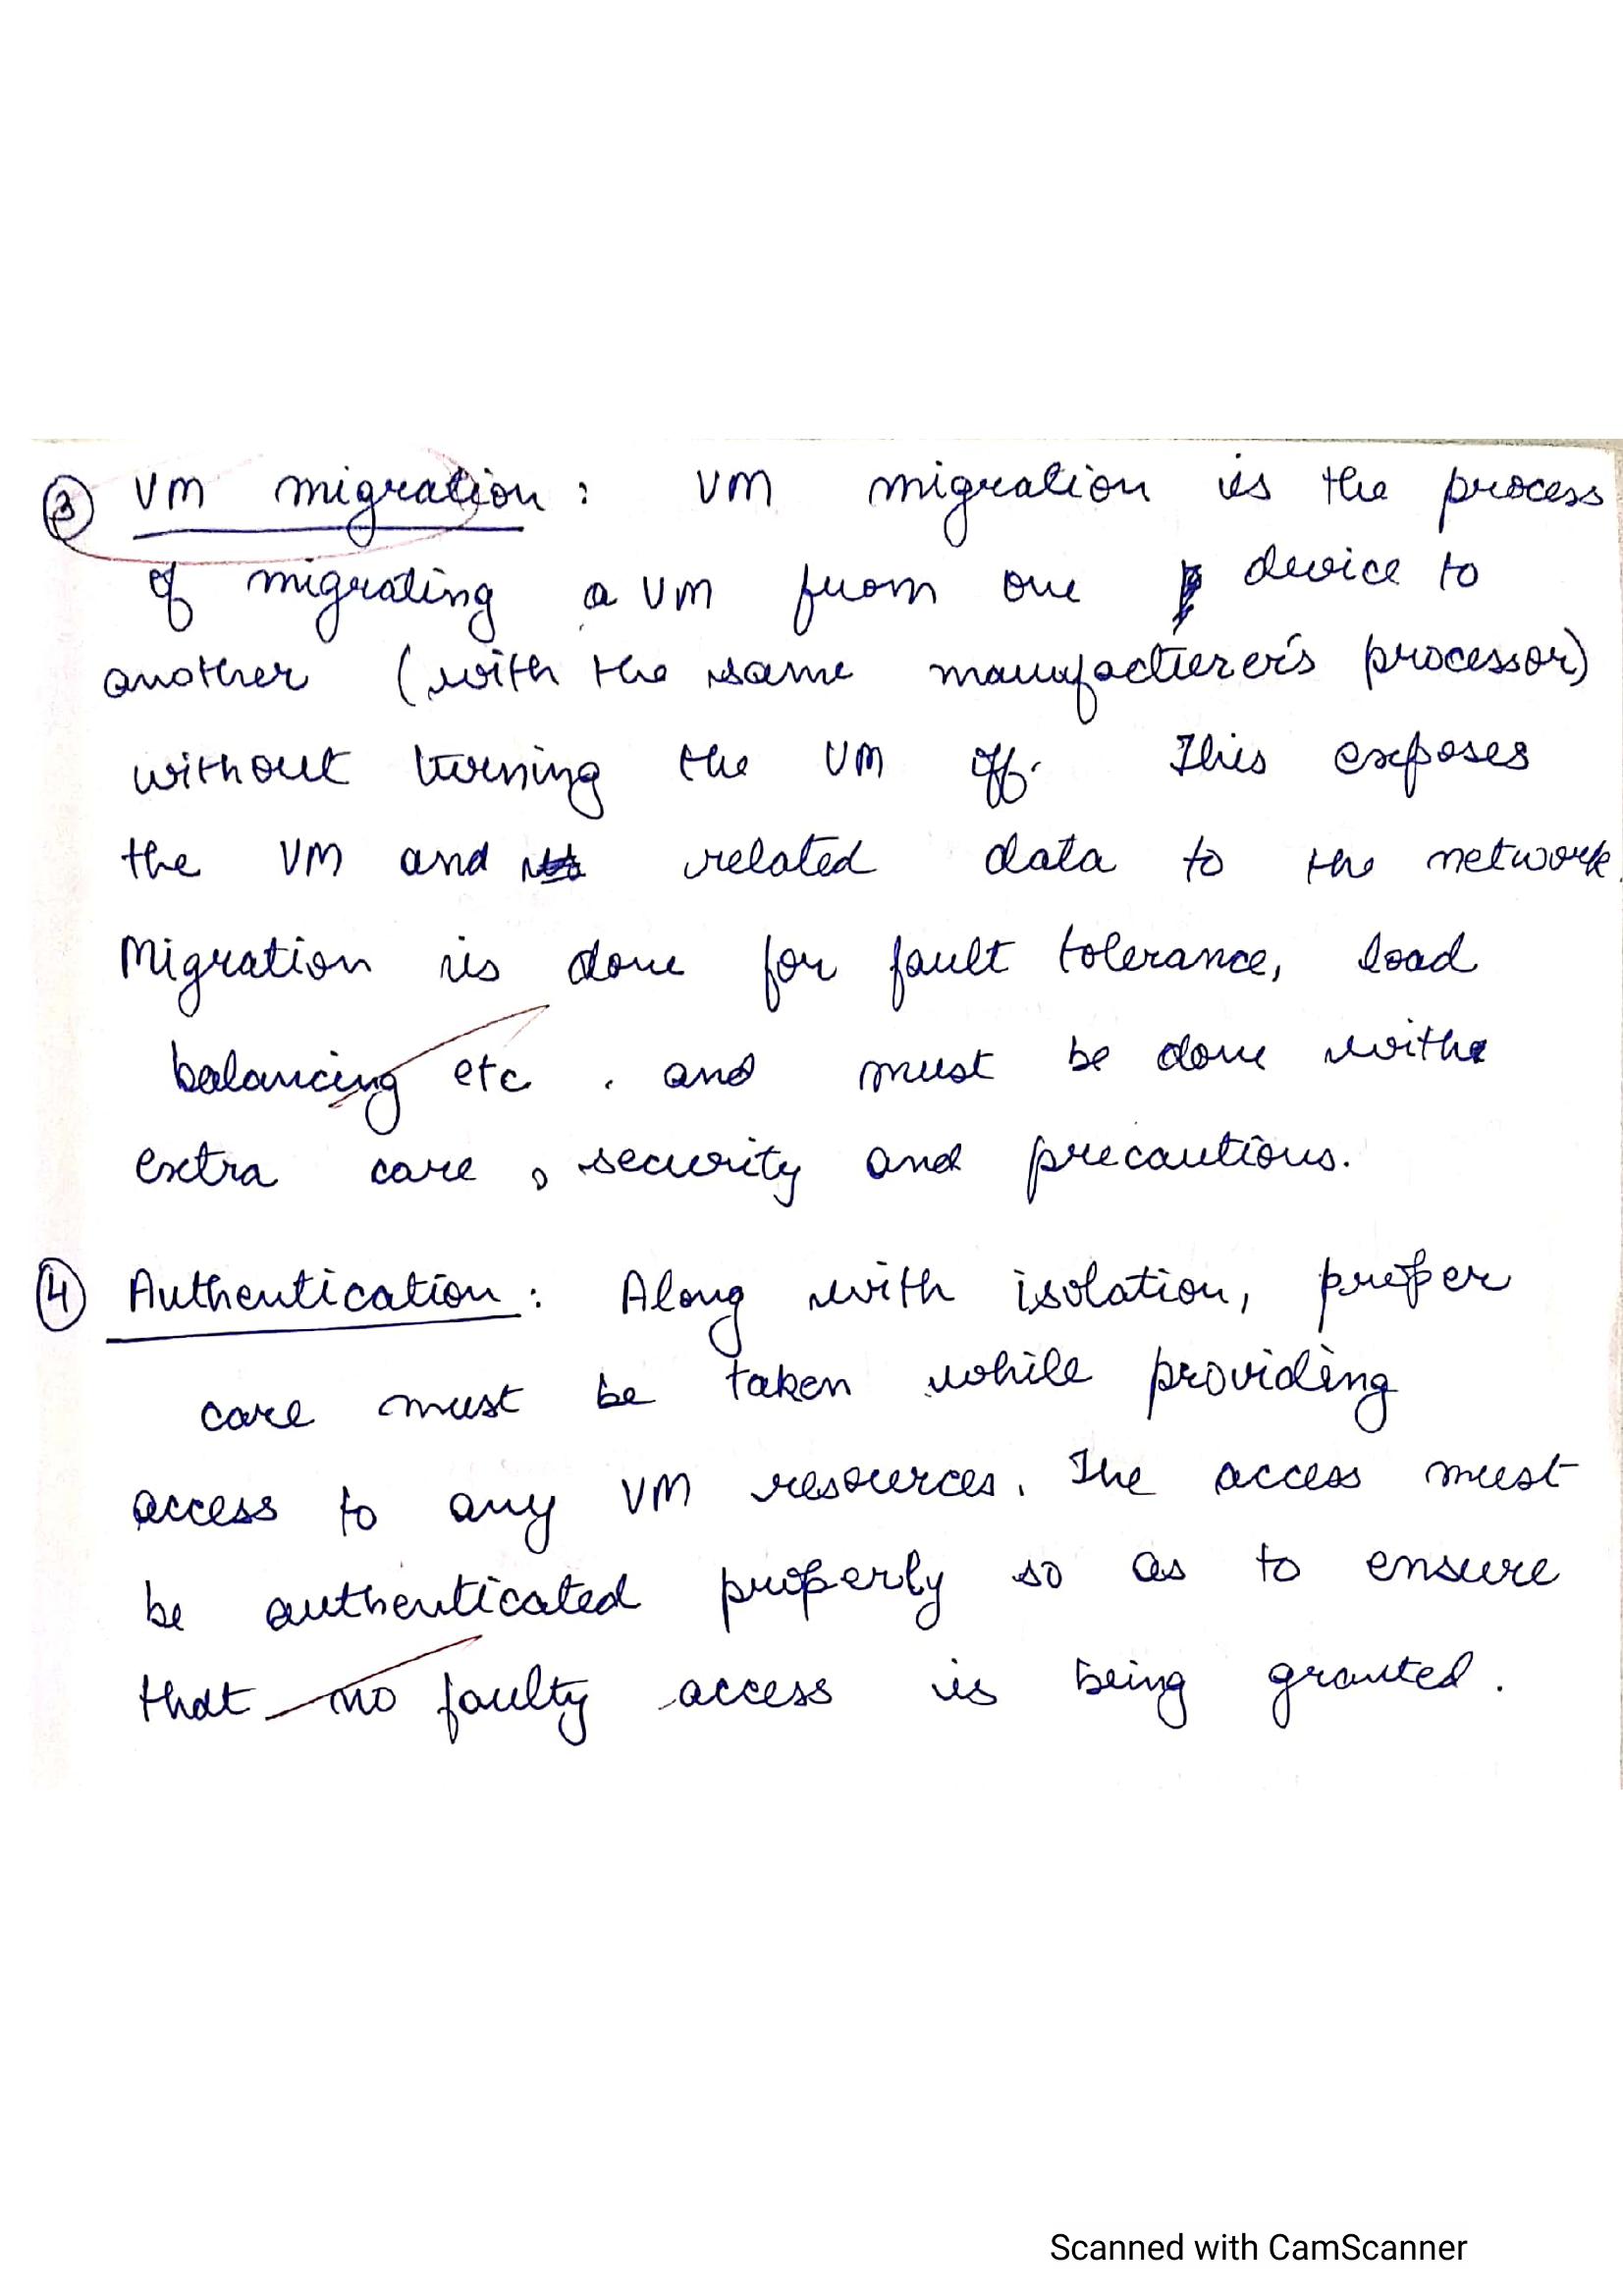 ③ VM migration : VM migration is the process
of migrating a VM from one device to
another (with the same manufacturer's processor)
without turning the VM off. This exposes
the VM and related data to the network.
Migration is done for fault tolerance, load
balancing etc . and must be done with
extra care , security and precautions.
④ Authentication : Along with isolation, proper
care must be taken while providing
access to any VM resources. The access must
be authenticated properly so as to ensure
that no faulty access is being granted.
Scanned with CamScanner